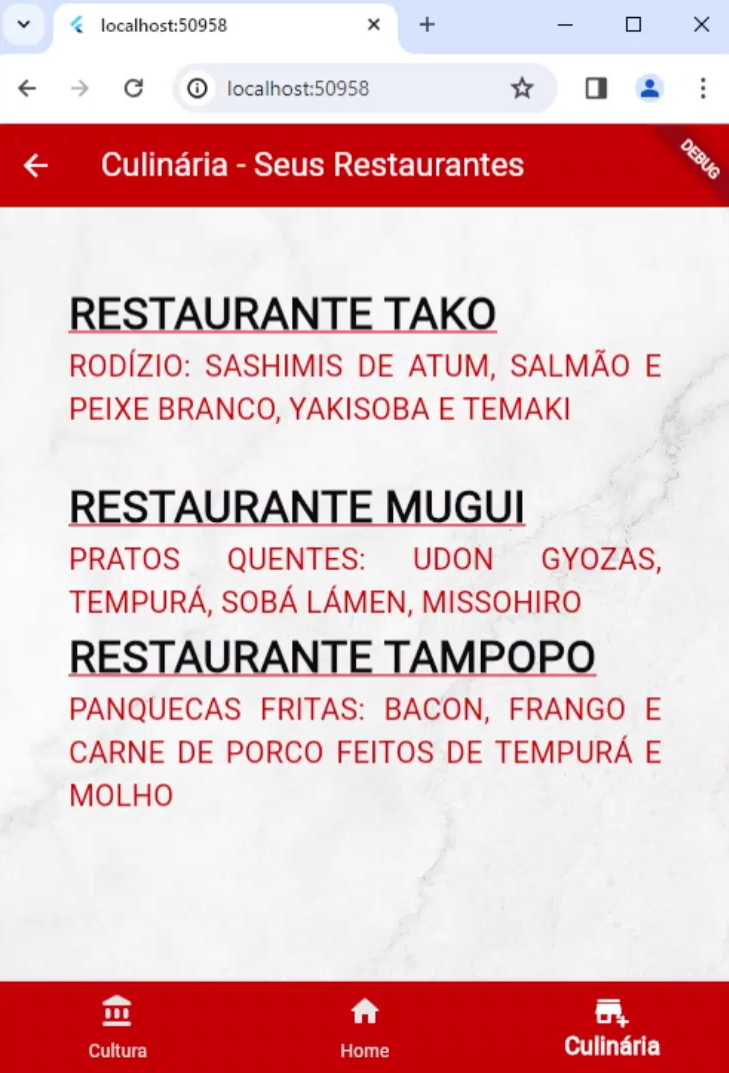 localhost:50958
localhost:50958
Culinária - Seus Restaurantes
DEBUG
RESTAURANTE TAKO
RODÍZIO: SASHIMIS DE ATUM, SALMÃO E
PEIXE BRANCO, YAKISOBA E TEMAKI
RESTAURANTE MUGUI
PRATOS QUENTES: UDON GYOZAS,
TEMPURÁ, SOBÁ LÁMEN, MISSOHIRO
RESTAURANTE TAMPOPO
PANQUECAS FRITAS: BACON, FRANGO E
CARNE DE PORCO FEITOS DE TEMPURÁ E
MOLHO
Cultura
Home
Culinária